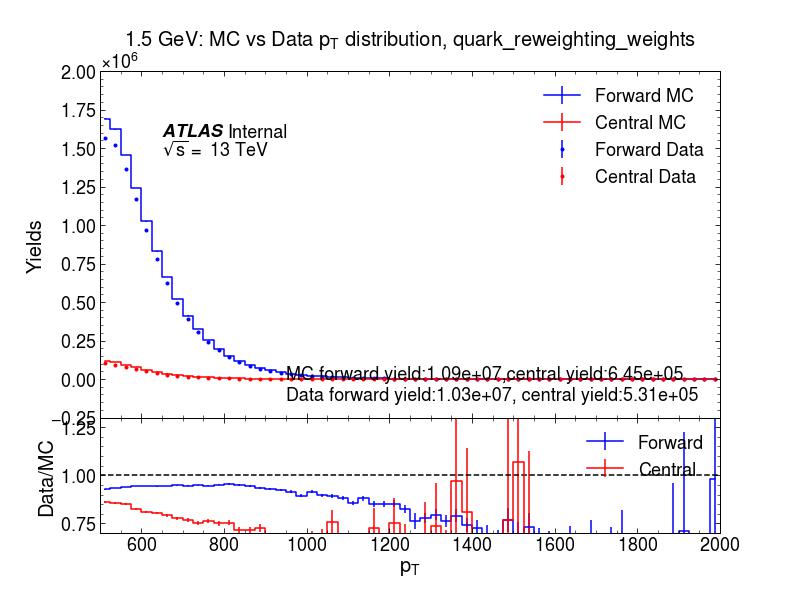 1.5 GeV: MC vs Data pT distribution, quark_reweighting_weights
×10⁶
2.00
1.75
1.50
1.25
1.00
0.75
0.50
0.25
0.00
−0.25
Yields
ATLAS Internal
√s = 13 TeV
Forward MC
Central MC
Forward Data
Central Data
MC forward yield:1.09e+07,central yield:6.45e+05
Data forward yield:1.03e+07, central yield:5.31e+05
1.25
1.00
0.75
Data/MC
Forward
Central
600 800 1000 1200 1400 1600 1800 2000
pT